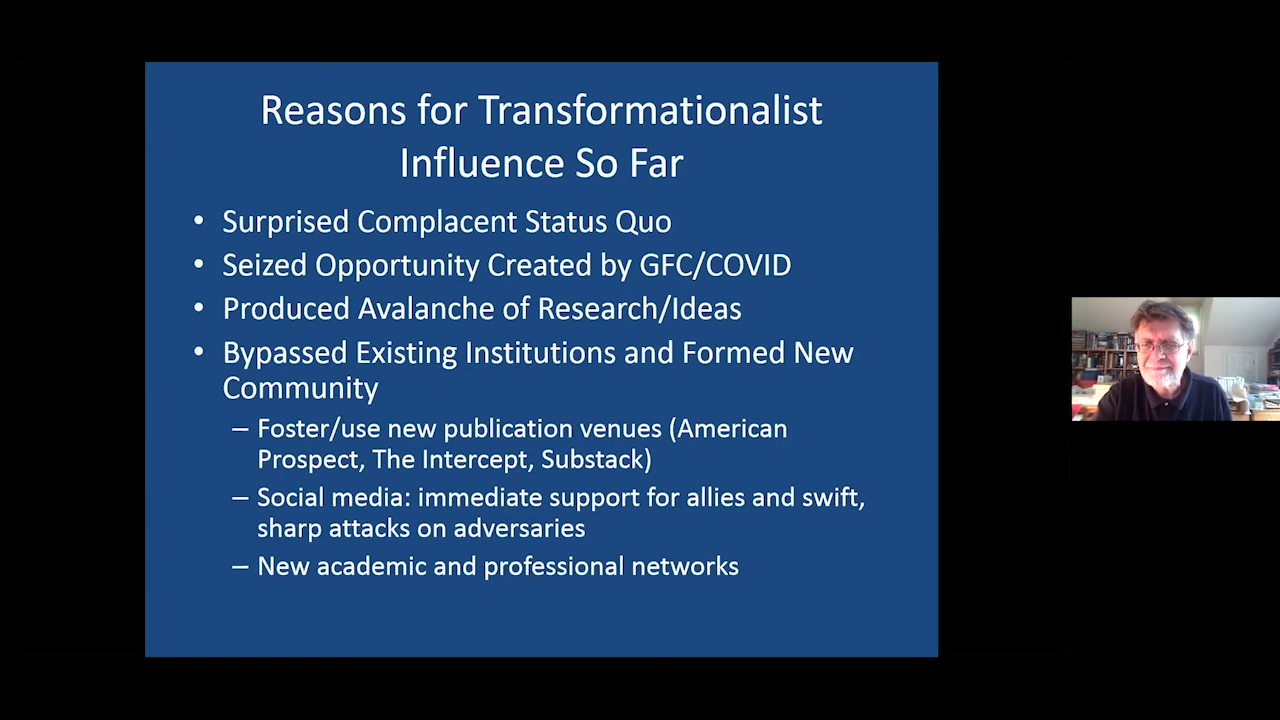 Reasons for Transformationalist
Influence So Far
• Surprised Complacent Status Quo
• Seized Opportunity Created by GFC/COVID
• Produced Avalanche of Research/Ideas
• Bypassed Existing Institutions and Formed New
Community
– Foster/use new publication venues (American
Prospect, The Intercept, Substack)
– Social media: immediate support for allies and swift,
sharp attacks on adversaries
– New academic and professional networks